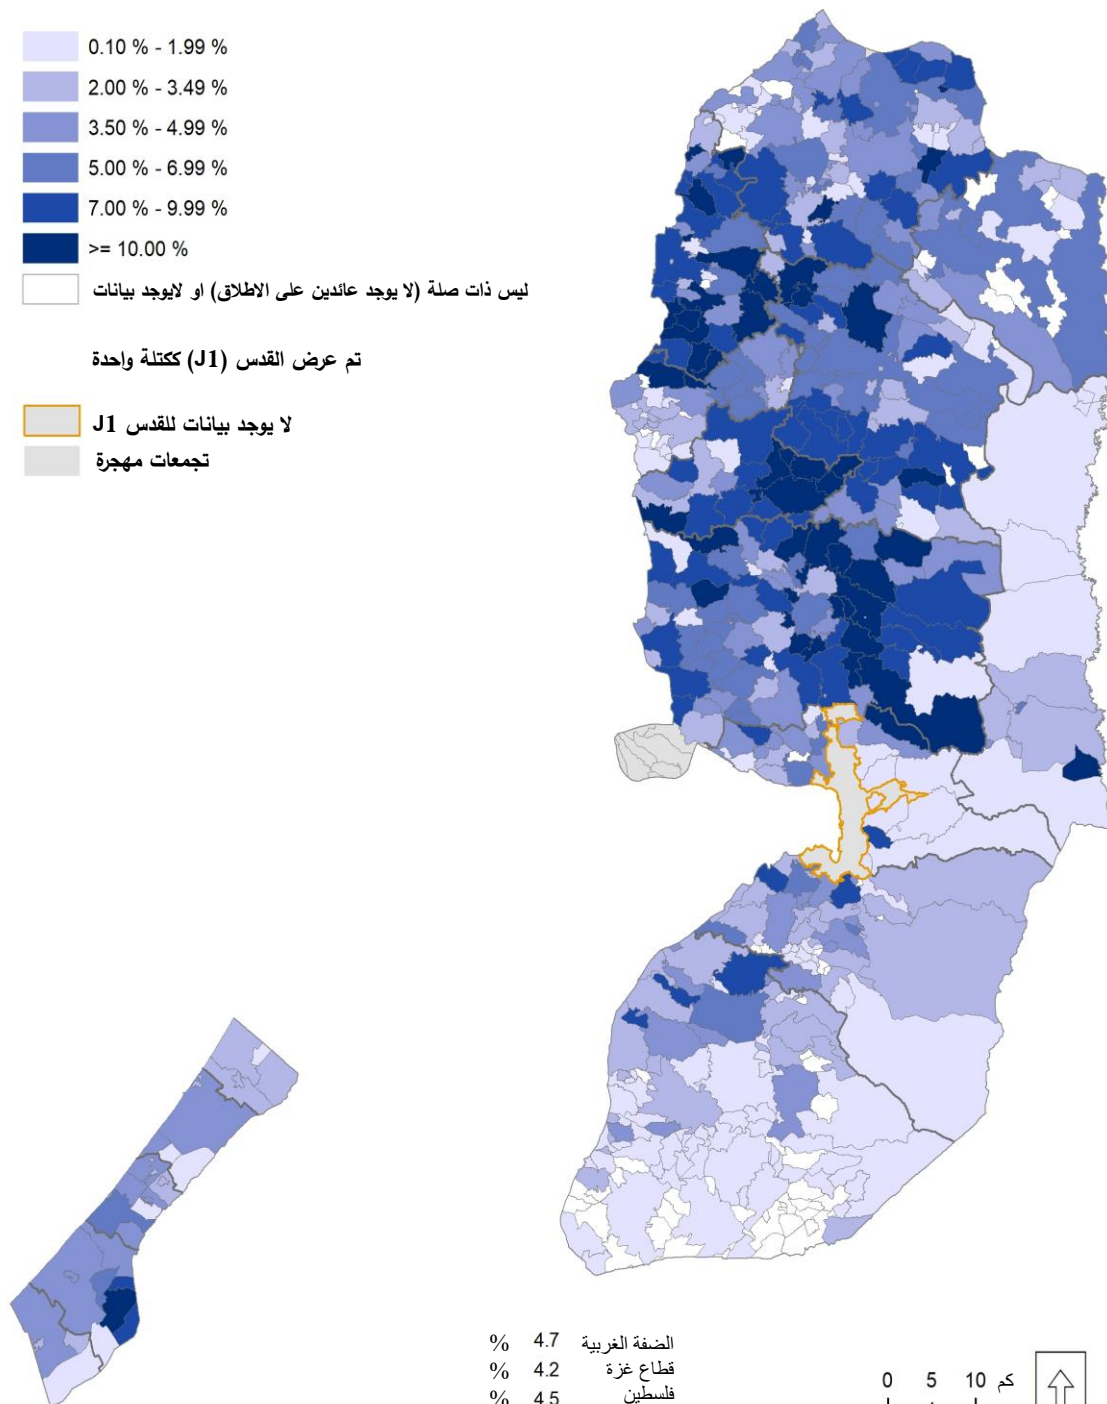 0.10 % - 1.99 %
2.00 % - 3.49 %
3.50 % - 4.99 %
5.00 % - 6.99 %
7.00 % - 9.99 %
>= 10.00 %
ليس ذات صلة (لا يوجد عائدين على الاطلاق) او لايوجد بيانات
تم عرض القدس (J1) ككتلة واحدة
لا يوجد بيانات للقدس J1
تجمعات مهجرة
الضفة الغربية 4.7 %
قطاع غزة 4.2 %
فلسطين 4.5 %
0 5 10 كم